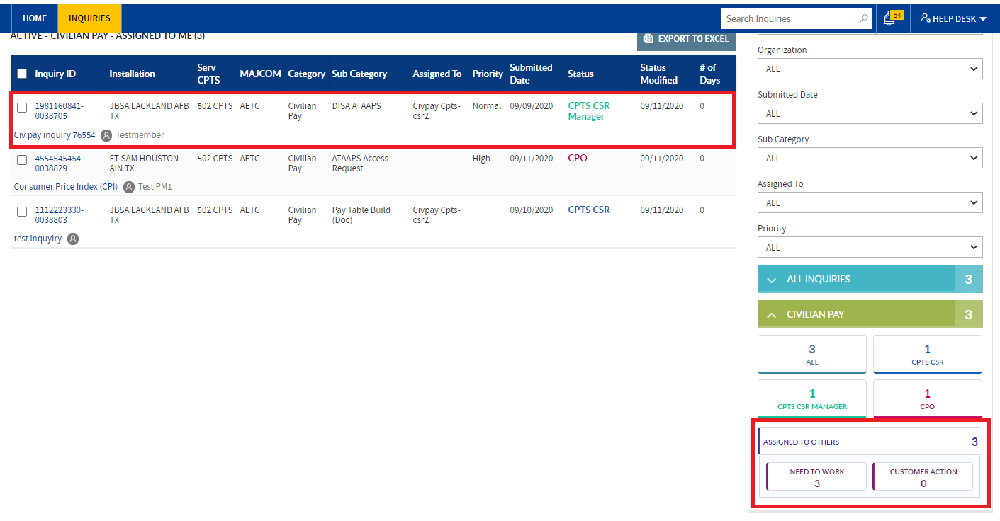 HOME
INQUIRIES
Search Inquiries
54
HELP DESK
ACTIVE - CIVILIAN PAY - ASSIGNED TO ME (3)
EXPORT TO EXCEL
Inquiry ID
Installation
Serv
CPTS
MAJCOM
Category
Sub Category
Assigned To
Priority
Submitted
Date
Status
Status
Modified
# of
Days
1981160841-
0038705
JBSA LACKLAND AFB
TX
502 CPTS
AETC
Civilian
Pay
DISA ATAAPS
Civpay Cpts-
csr2
Normal
09/09/2020
CPTS CSR
Manager
09/11/2020
0
Civ pay inquiry 76554
Testmember
4554545454-
0038829
FT SAM HOUSTON
AIN TX
502 CPTS
AETC
Civilian
Pay
ATAAPS Access
Request
High
09/11/2020
CPO
09/11/2020
0
Consumer Price Index (CPI)
Test PM1
1112223330-
0038803
JBSA LACKLAND AFB
TX
502 CPTS
AETC
Civilian
Pay
Pay Table Build
(Doc)
Civpay Cpts-
csr2
09/10/2020
CPTS CSR
09/11/2020
0
test inquyiry
Organization
ALL
Submitted Date
ALL
Sub Category
ALL
Assigned To
ALL
Priority
ALL
ALL INQUIRIES
3
CIVILIAN PAY
3
3
ALL
1
CPTS CSR
1
CPTS CSR MANAGER
1
CPO
ASSIGNED TO OTHERS
3
NEED TO WORK
3
CUSTOMER ACTION
0